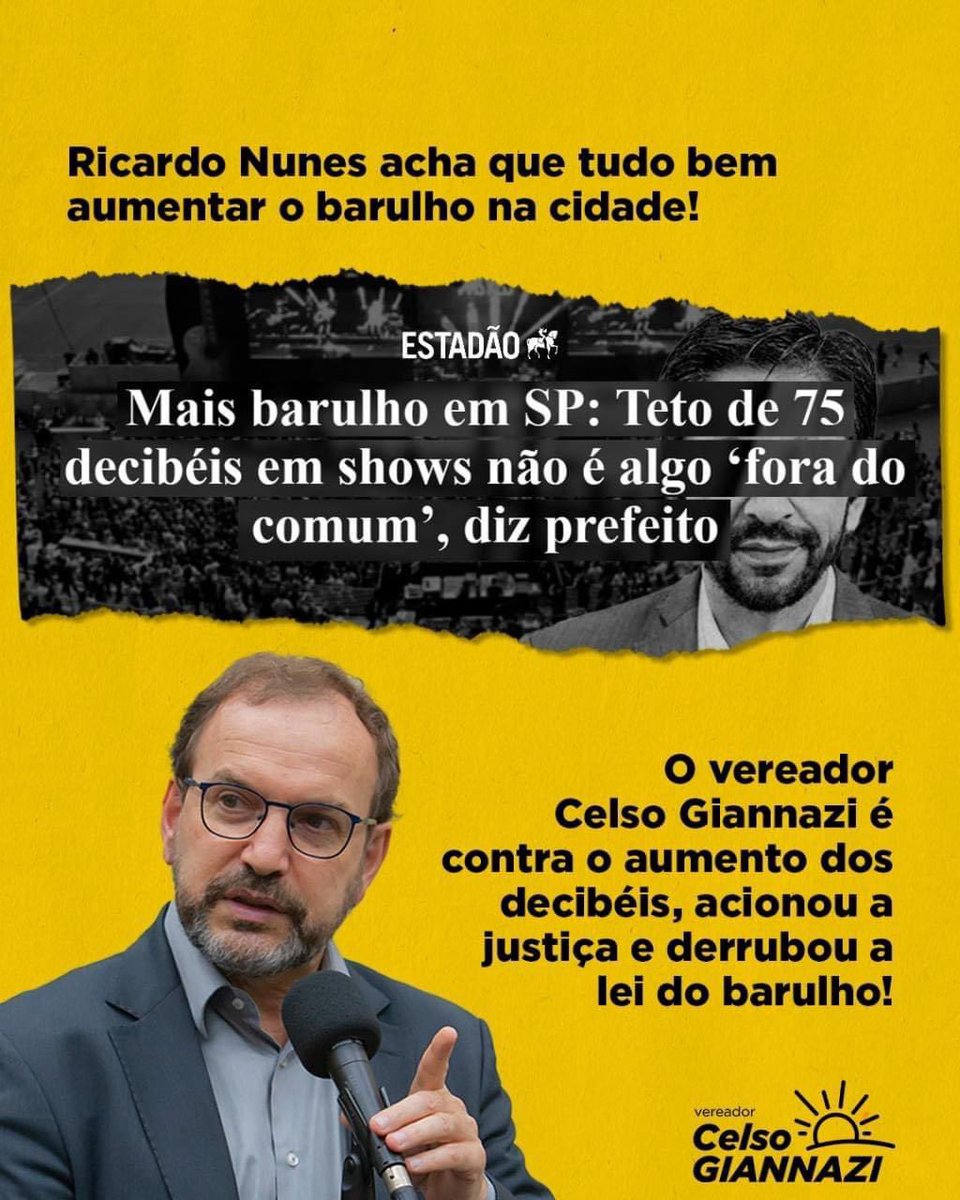 Ricardo Nunes acha que tudo bem
aumentar o barulho na cidade!
ESTADÃO
Mais barulho em SP: Teto de 75
decibéis em shows não é algo ‘fora do
comum’, diz prefeito
O vereador
Celso Giannazi é
contra o aumento dos
decibéis, acionou a
justiça e derrubou a
lei do barulho!
vereador
Celso
GIANNAZI